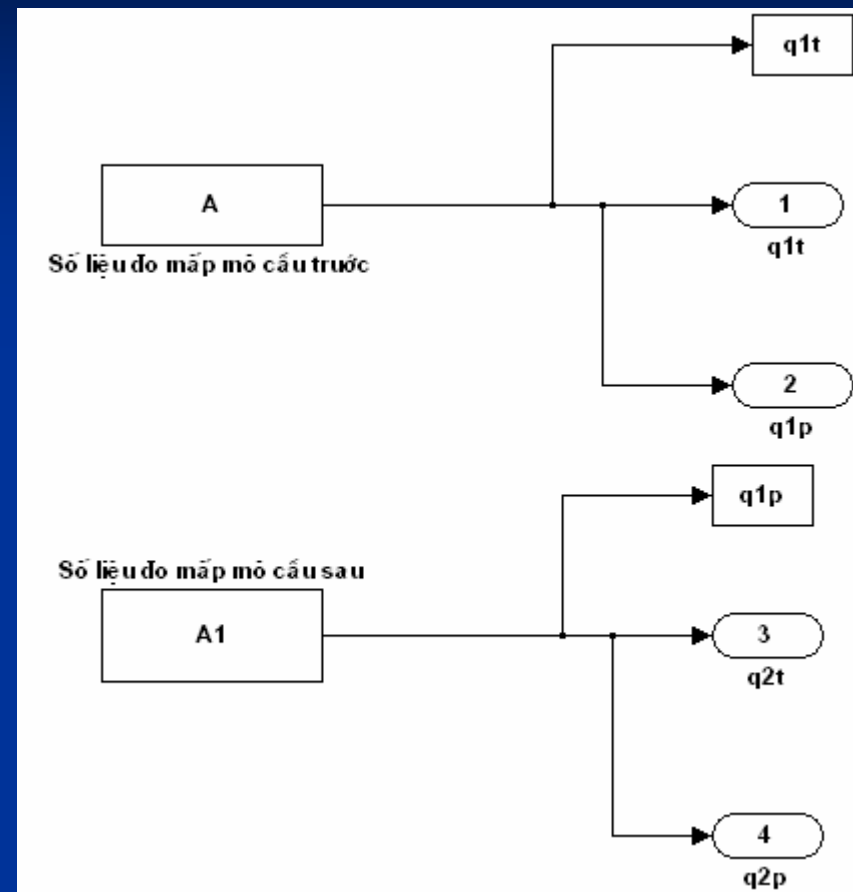 q1t
A
1
Số liệu đo mấp mô cầu trước
q1t
2
q1p
q1p
Số liệu đo mấp mô cầu sau
A1
3
q2t
4
q2p